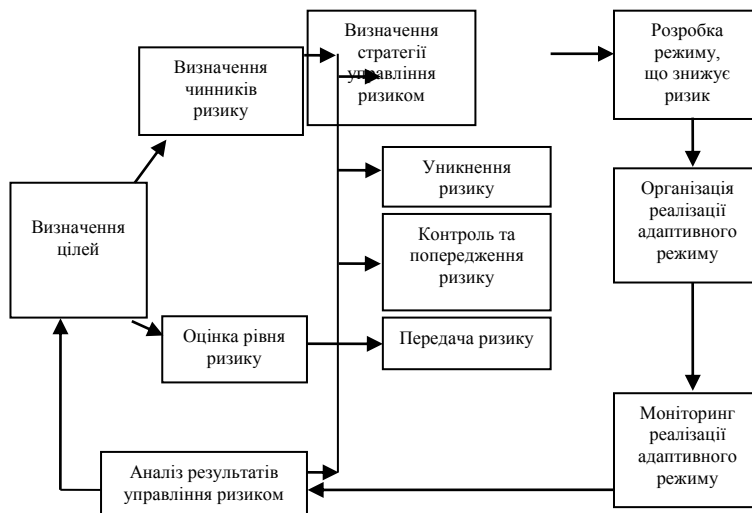 Визначення
чинників
ризику
Визначення
стратегії
управління
ризиком
Розробка
режиму,
що знижує
ризик
Уникнення
ризику
Організація
реалізації
адаптивного
режиму
Визначення
цілей
Контроль та
попередження
ризику
Оцінка рівня
ризику
Передача ризику
Моніторинг
реалізації
адаптивного
режиму
Аналіз результатів
управління ризиком